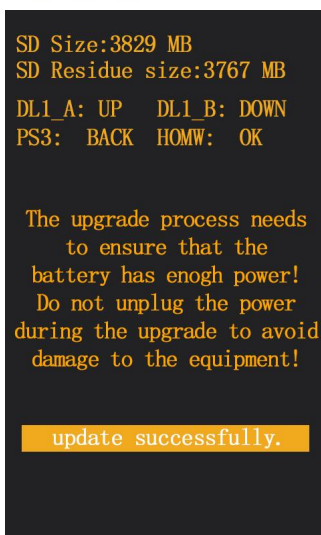 SD Size:3829 MB
SD Residue size:3767 MB
DL1_A: UP DL1_B: DOWN
PS3: BACK HOMW: OK
The upgrade process needs
to ensure that the
battery has enogh power!
Do not unplug the power
during the upgrade to avoid
damage to the equipment!
update successfully.